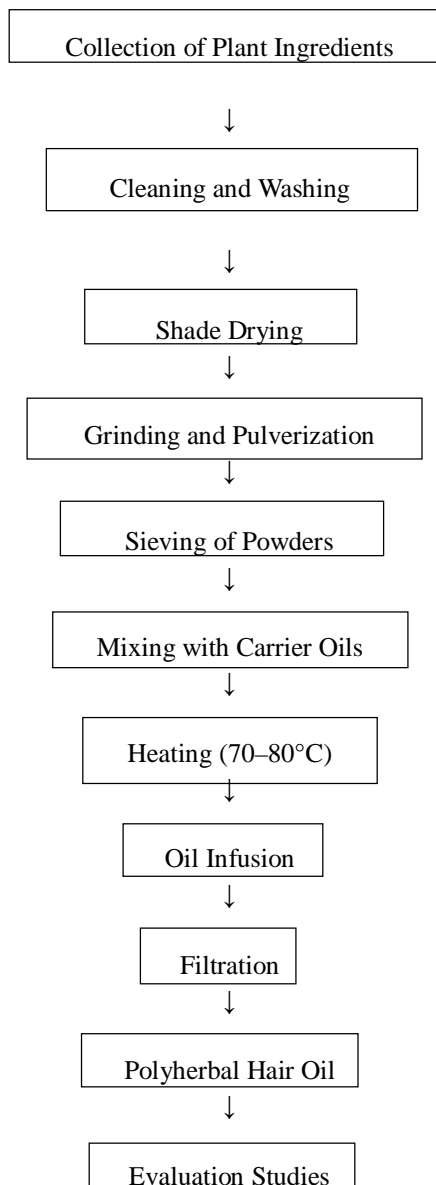 Collection of Plant Ingredients
↓
Cleaning and Washing
↓
Shade Drying
↓
Grinding and Pulverization
↓
Sieving of Powders
↓
Mixing with Carrier Oils
↓
Heating (70–80°C)
↓
Oil Infusion
↓
Filtration
↓
Polyherbal Hair Oil
↓
Evaluation Studies